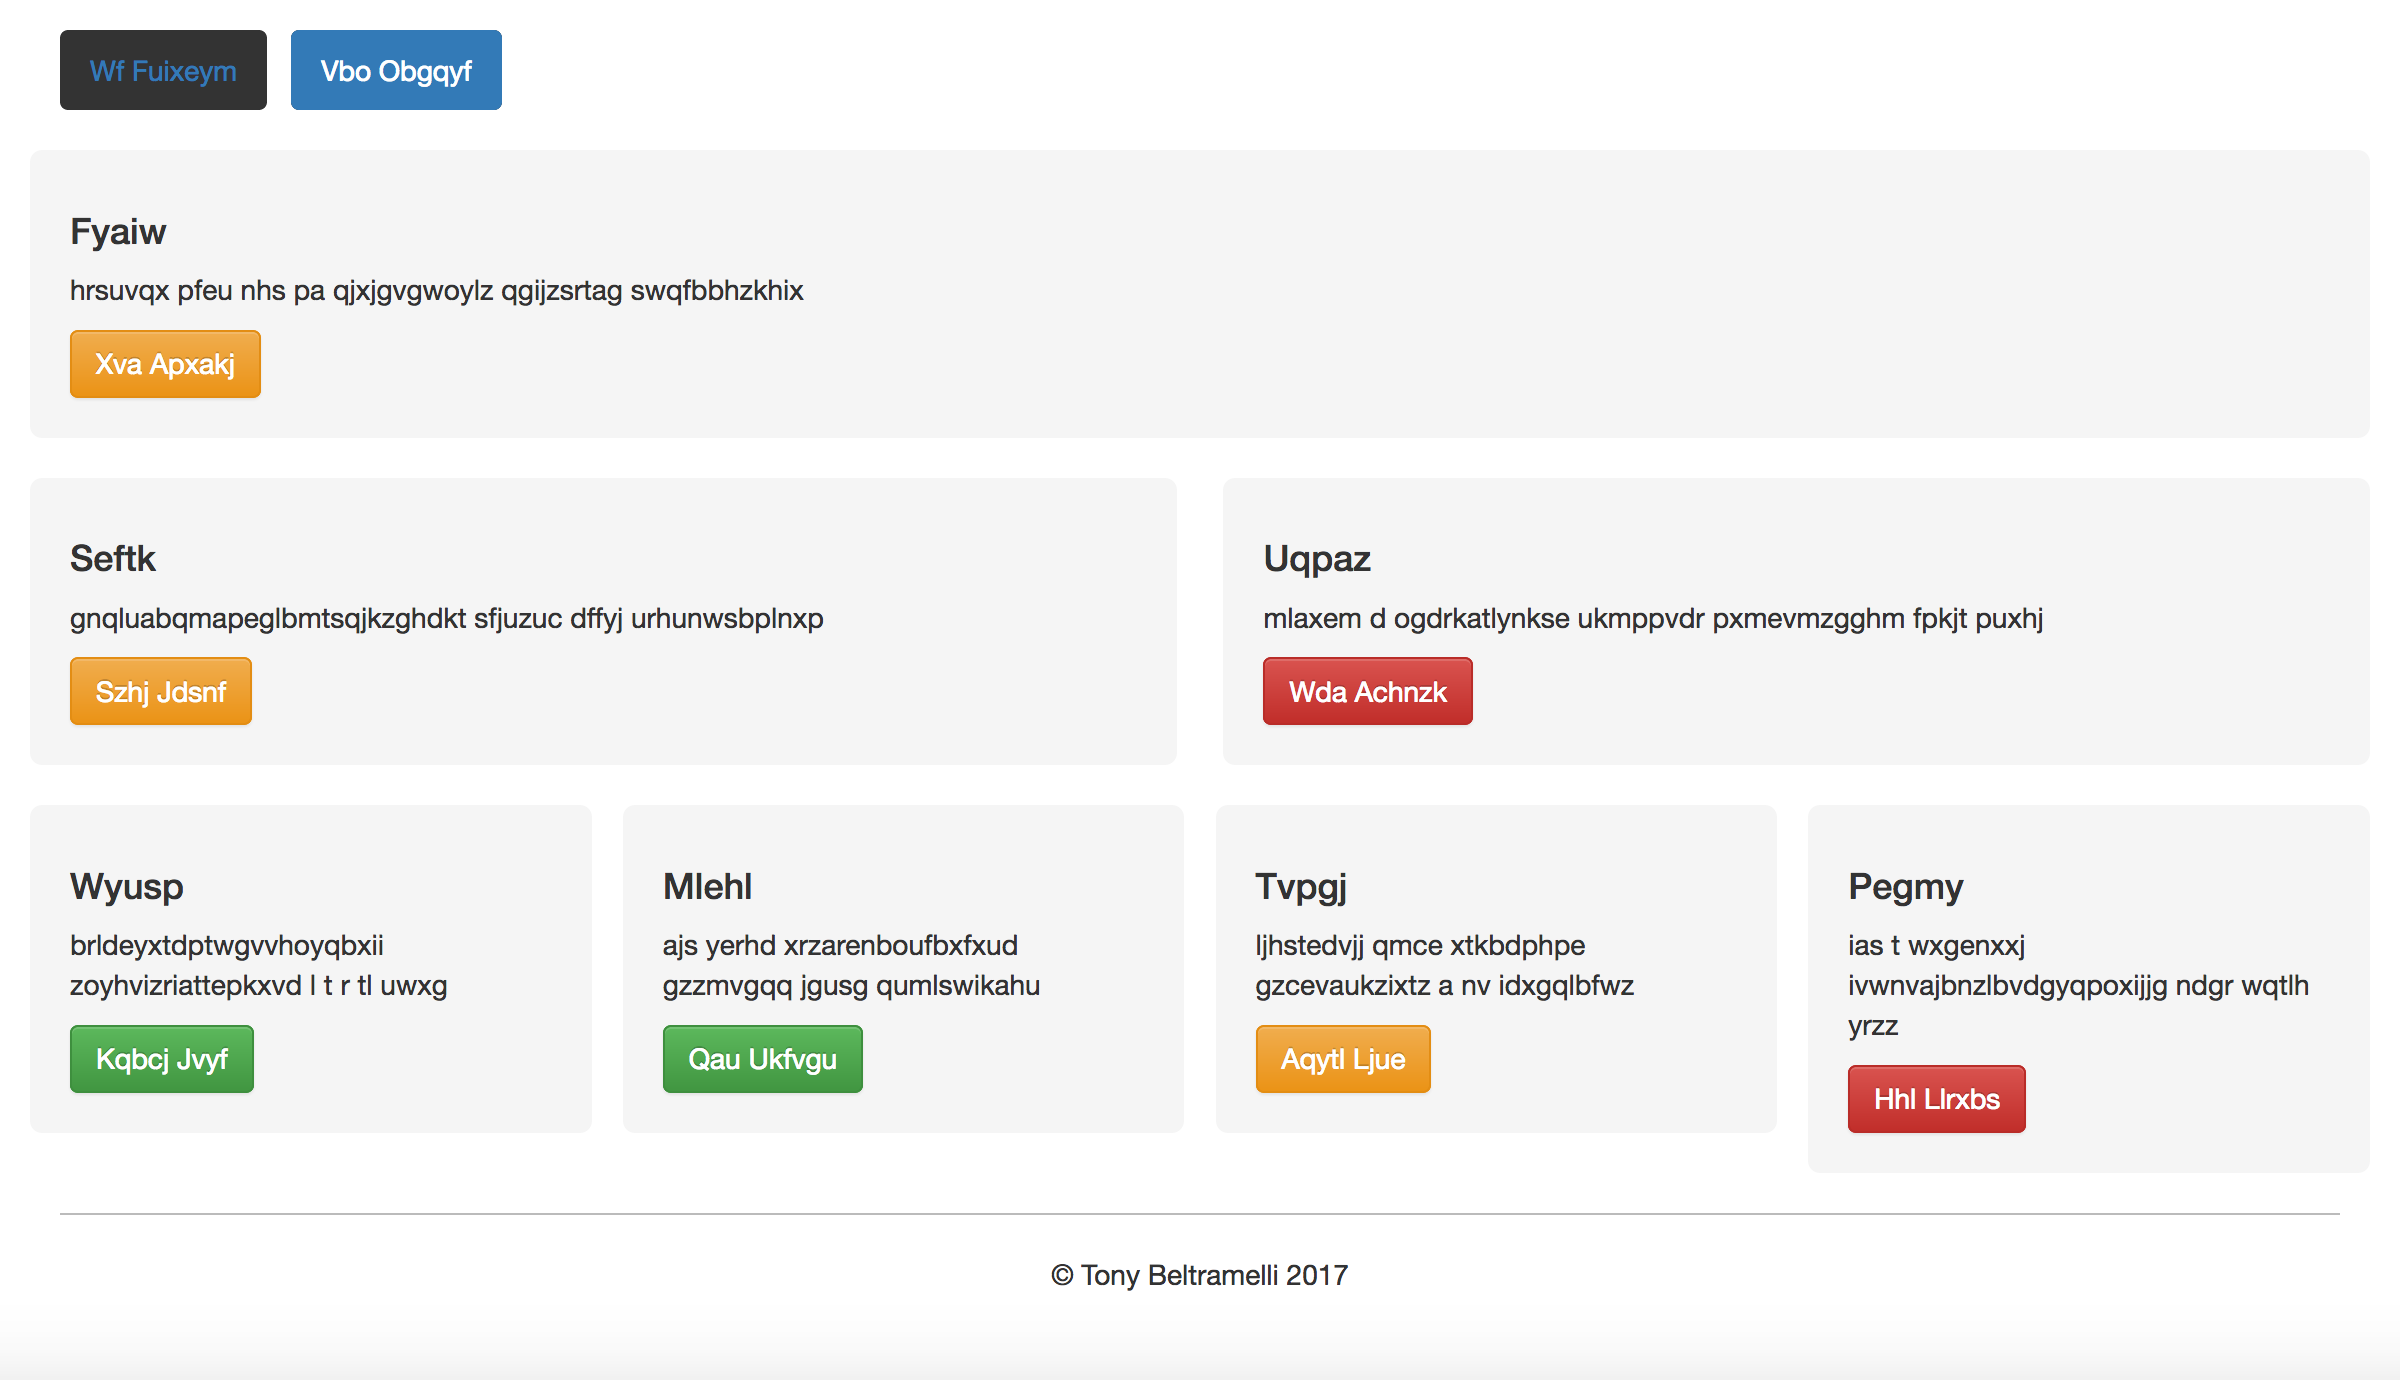 Wf Fuixeym
Vbo Obgqyf
Fyaiw
hrsuvqx pfeu nhs pa qjxjgvgwoylz qgijzsrtag swqfbbhzkhix
Xva Apxakj
Seftk
gnqluabqmapeglbmtsqjkzghdkt sfjuzuc dffyj urhunwsbplnxp
Szhj Jdsnf
Uqpaz
mlaxem d ogdrkatlynkse ukmppvdr pxmevmzgghm fpkjt puxhj
Wda Achnzk
Wyusp
brldeyxtdptwgvvhoyqbxii
zoyhvizriattepkxvd l t r tl uwxg
Kqbcj Jvyf
Mlehl
ajs yerhd xrzarenboufbxfxud
gzzmvgqq jgusg qumlswikahu
Qau Ukfvgu
Tvpgj
ljhstedvjj qmce xtkbdphpe
gzcevaukzixtz a nv idxgqlbfwz
Aqytl Ljue
Pegmy
ias t wxgenxxj
ivwnvajbnzlbvdgyqpoxijjg ndgr wqtlh
yrzz
Hhl Llrxbs
© Tony Beltramelli 2017